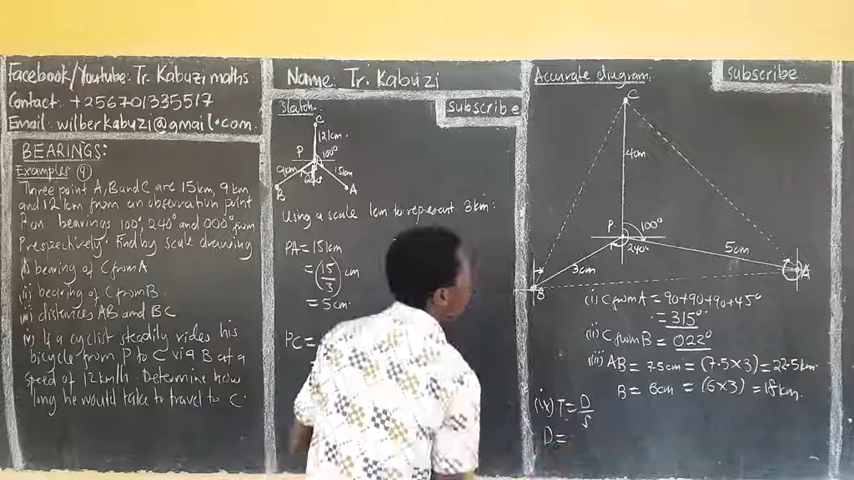 Facebook/Youtube: Tr. Kabuzi maths
Contact: +256701335517
Email: wilberkabuzi@gmail.com
BEARINGS:
Examples 9
Three point A, B and C are 15km, 9km
and 12km from an observation point
P on bearings 100°, 240° and 000° from
P respectively. Find by scale drawing
i) bearing of C from A
ii) bearing of C from B
iii) distances AB and BC
iv) If a cyclist steadily rides his
bicycle from P to C via B at a
speed of 12km/h. Determine how
long he would take to travel to C.
Name: Tr. Kabuzi
Sketch.
subscribe
C
12km
P
100°
9km
15km
240°
B
A
Using a scale 1cm to represent 3km:
PA = 15km
= (15/3) cm
= 5cm
PC =
Accurate diagram
subscribe
C
4cm
P
100°
240°
3cm
5cm
B
A
(i) C from A = 90+90+90+45°
= 315°
(ii) C from B = 022°
(iii) AB = 7.5cm = (7.5×3) = 22.5km
B = 6cm = (6×3) = 18km
(iv) T = D/S
D =